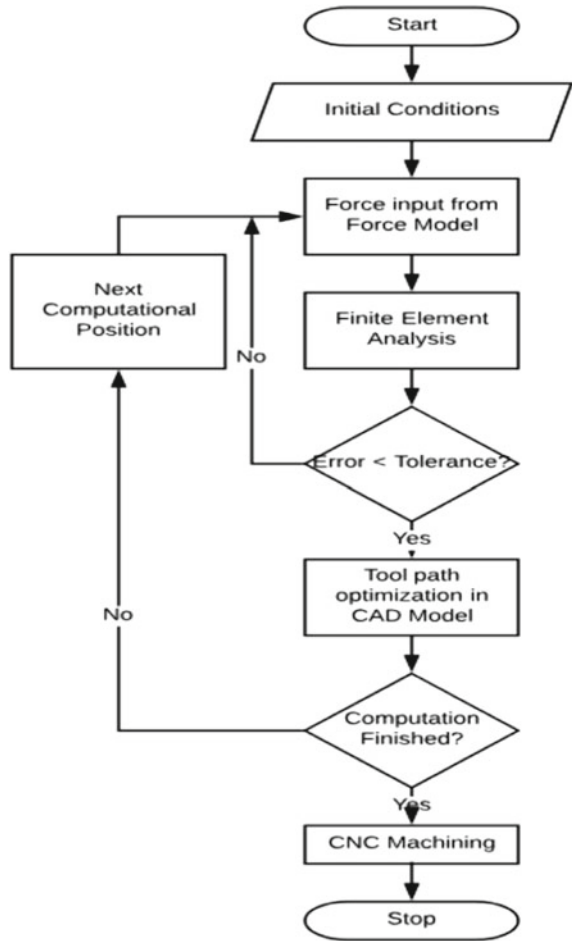 Start
Initial Conditions
Force input from
Force Model
Next
Computational
Position
Finite Element
Analysis
No
Error < Tolerance?
Yes
Tool path
optimization in
CAD Model
No
Computation
Finished?
Yes
CNC Machining
Stop